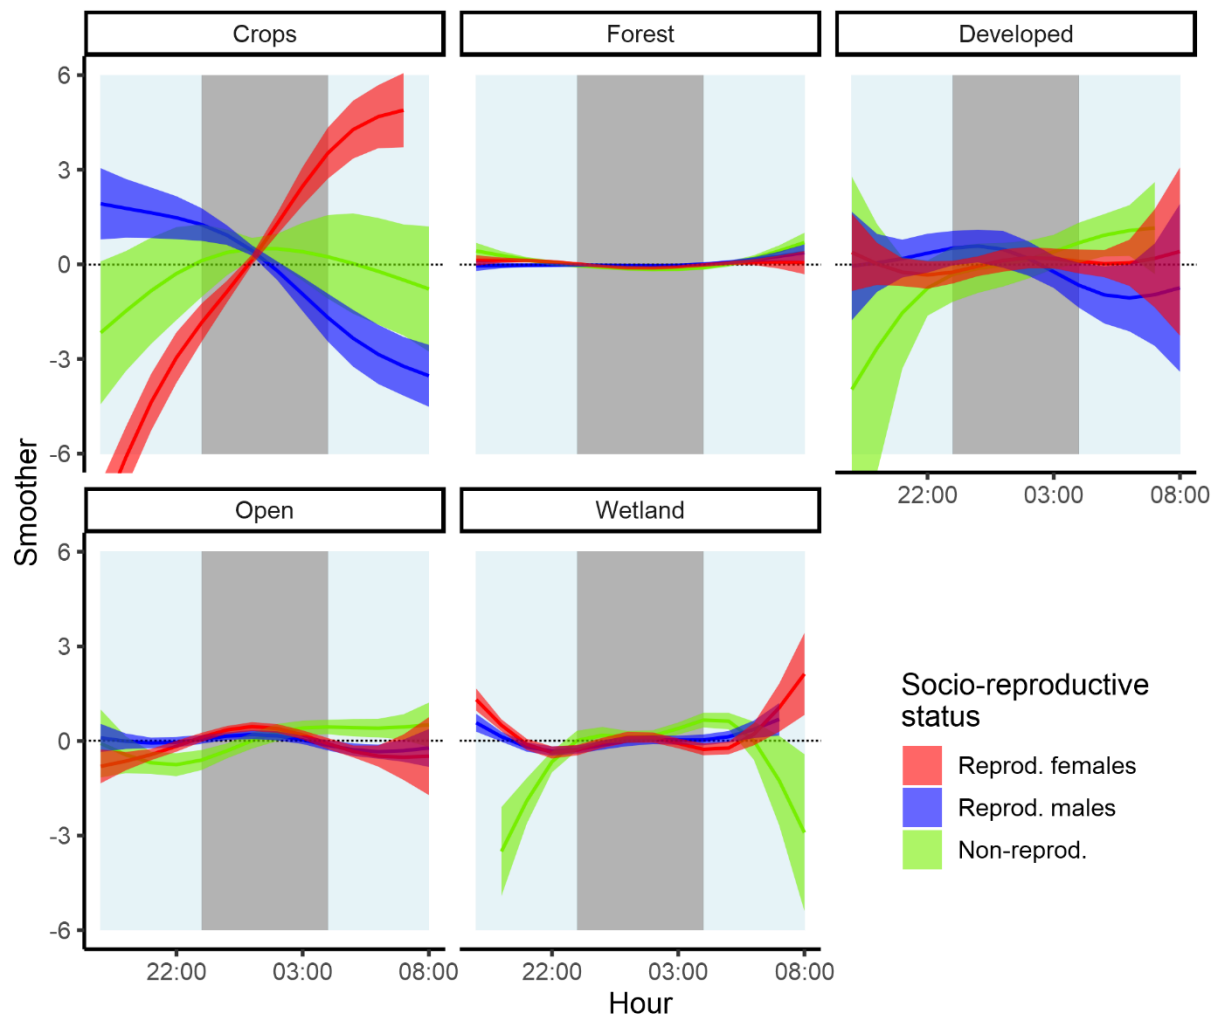 Crops
Forest
Developed
6
3
0
-3
-6
22:00
03:00
08:00
Open
Wetland
Smoother
6
3
0
-3
-6
Socio-reproductive
status
Reprod. females
Reprod. males
Non-reprod.
22:00
03:00
08:00
22:00
03:00
08:00
Hour